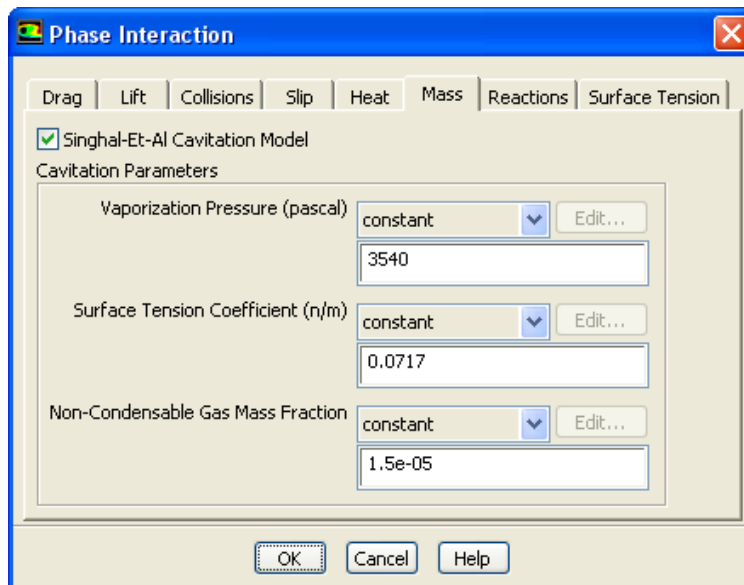 Phase Interaction
Drag Lift Collisions Slip Heat Mass Reactions Surface Tension
Singhal-Et-Al Cavitation Model
Cavitation Parameters
Vaporization Pressure (pascal) constant Edit...
3540
Surface Tension Coefficient (n/m) constant Edit...
0.0717
Non-Condensable Gas Mass Fraction constant Edit...
1.5e-05
OK Cancel Help